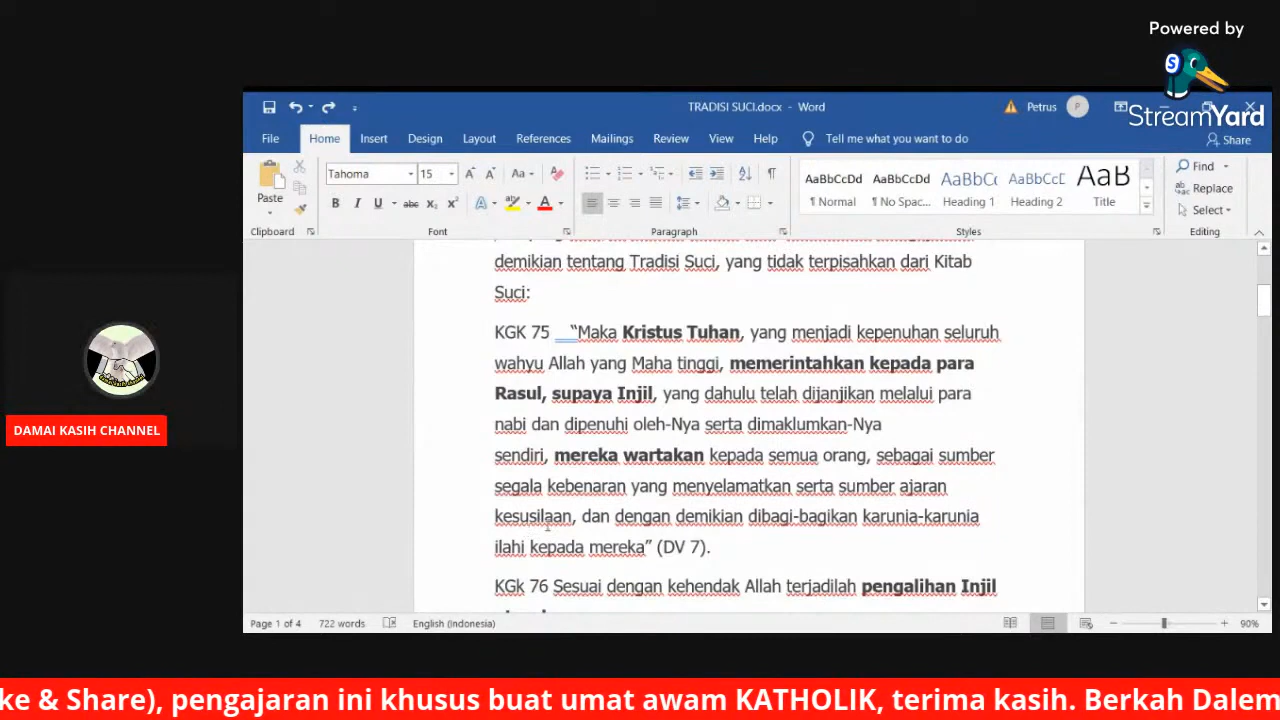 Powered by
StreamYard
TRADISI SUCI.docx - Word
Petrus
P
File Home Insert Design Layout References Mailings Review View Help Tell me what you want to do
Share
Paste
Tahoma 15
Aa
B I U abc X₂ X²
AaBbCcDd AaBbCcDd AaBbCc AaBbCcE AaB
¶ Normal ¶ No Spac... Heading 1 Heading 2 Title
Find
Replace
Select
Clipboard Font Paragraph Styles Editing
demikian tentang Tradisi Suci, yang tidak terpisahkan dari Kitab
Suci:
KGK 75 “Maka Kristus Tuhan, yang menjadi kepenuhan seluruh
wahyu Allah yang Maha tinggi, memerintahkan kepada para
Rasul, supaya Injil, yang dahulu telah dijanjikan melalui para
nabi dan dipenuhi oleh-Nya serta dimaklumkan-Nya
sendiri, mereka wartakan kepada semua orang, sebagai sumber
segala kebenaran yang menyelamatkan serta sumber ajaran
kesusilaan, dan dengan demikian dibagi-bagikan karunia-karunia
ilahi kepada mereka” (DV 7).
KGk 76 Sesuai dengan kehendak Allah terjadilah pengalihan Injil
Page 1 of 4 722 words English (Indonesia) 90%
DAMAI KASIH CHANNEL
ke & Share), pengajaran ini khusus buat umat awam KATHOLIK, terima kasih. Berkah Dalem